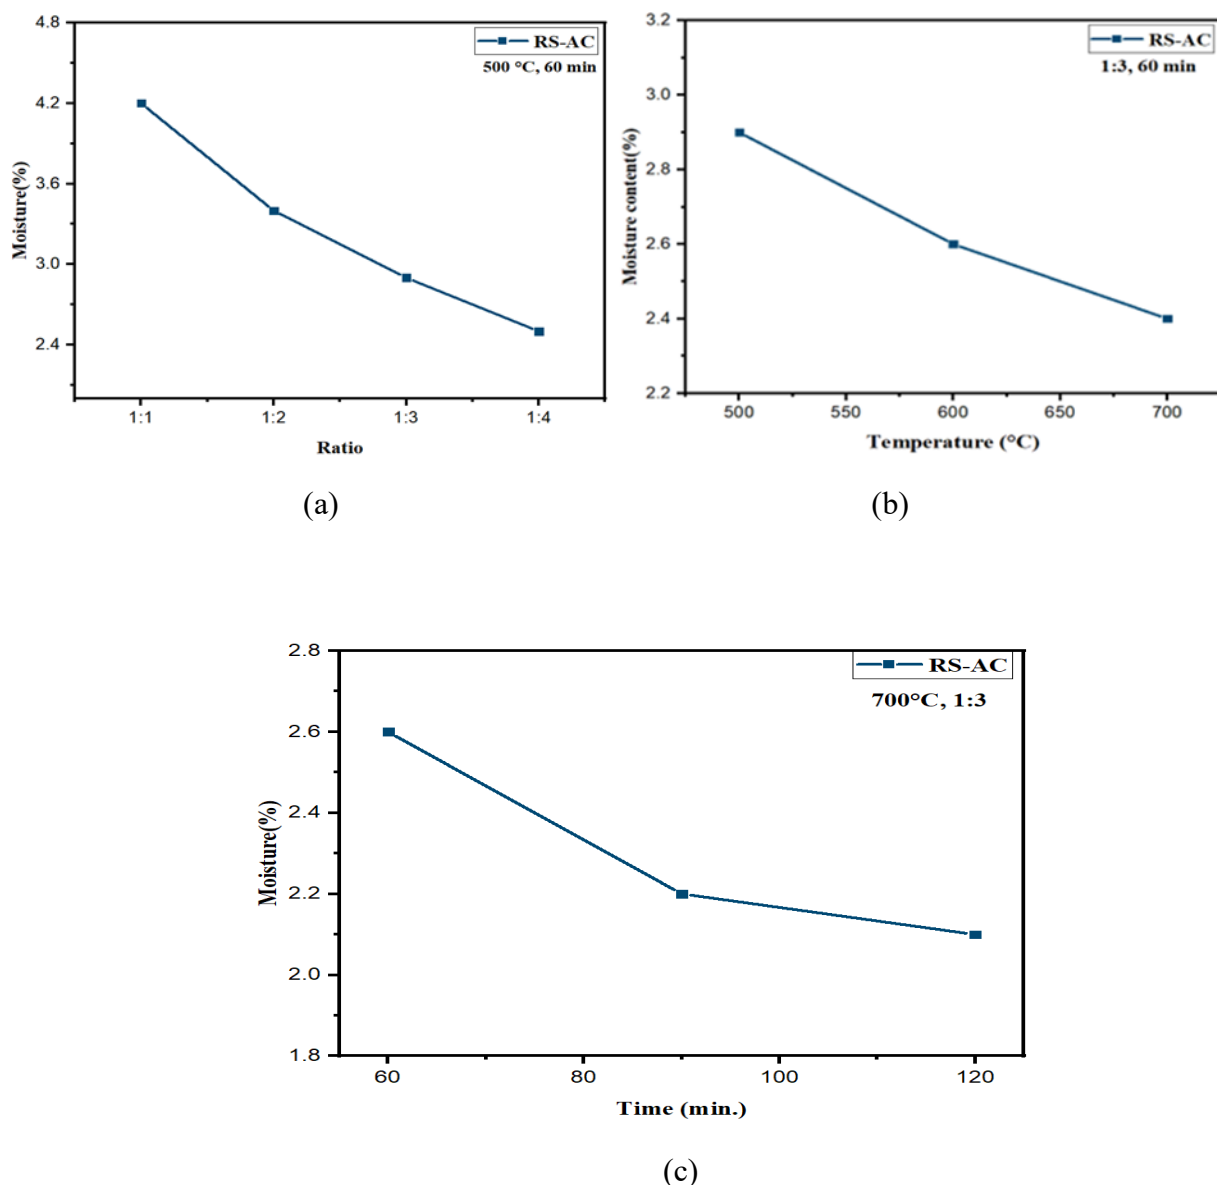 4.8
4.2
3.6
3.0
2.4
Moisture(%)
RS-AC
500 °C, 60 min
1:1 1:2 1:3 1:4
Ratio
(a)
3.2
3.0
2.8
2.6
2.4
2.2
Moisture content(%)
RS-AC
1:3, 60 min
500 550 600 650 700
Temperature (°C)
(b)
2.8
2.6
2.4
2.2
2.0
1.8
Moisture(%)
RS-AC
700°C, 1:3
60 80 100 120
Time (min.)
(c)